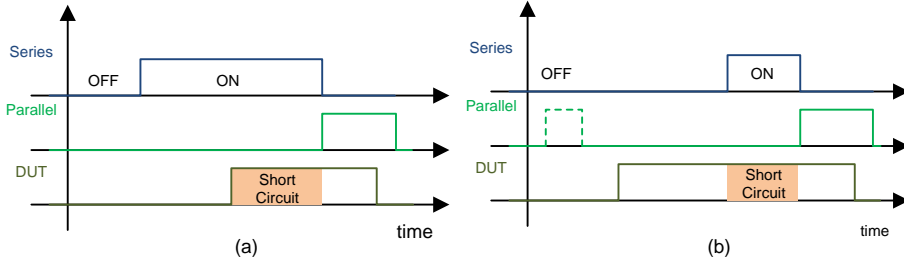 Series
OFF
ON
Parallel
DUT
Short
Circuit
time
(a)
Series
OFF
ON
Parallel
DUT
Short
Circuit
time
(b)